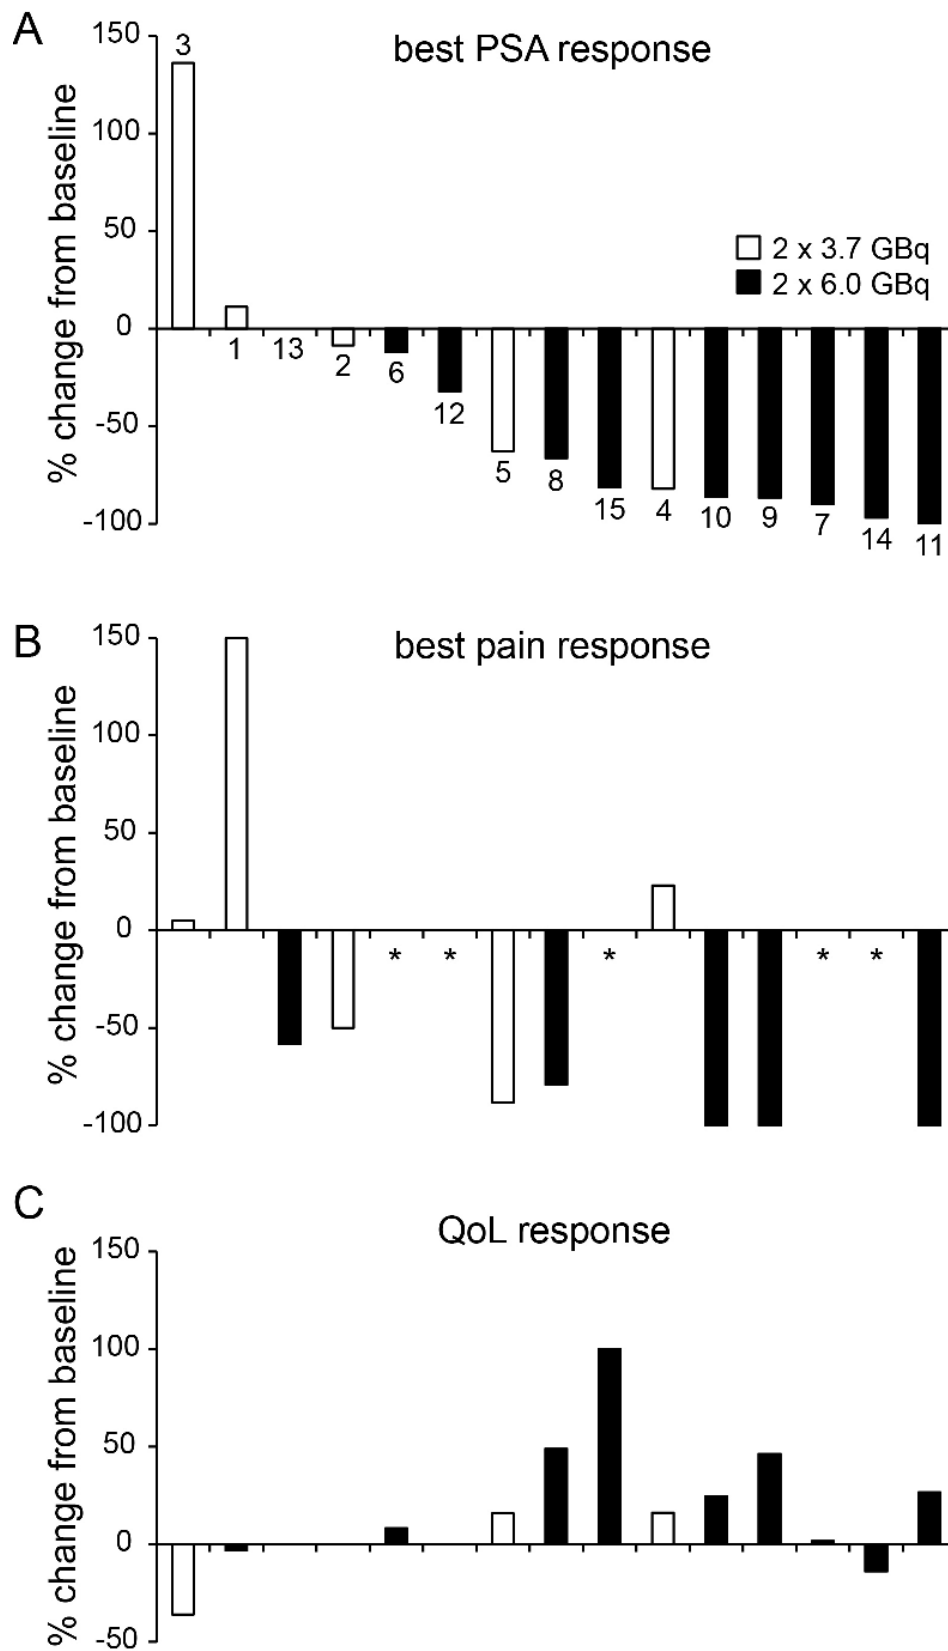 A
best PSA response
% change from baseline
150
100
50
0
-50
-100
3
1
13
2
6
12
5
8
15
4
10
9
7
14
11
2 x 3.7 GBq
2 x 6.0 GBq
B
best pain response
% change from baseline
150
100
50
0
-50
-100
* * * * *
C
QoL response
% change from baseline
150
100
50
0
-50